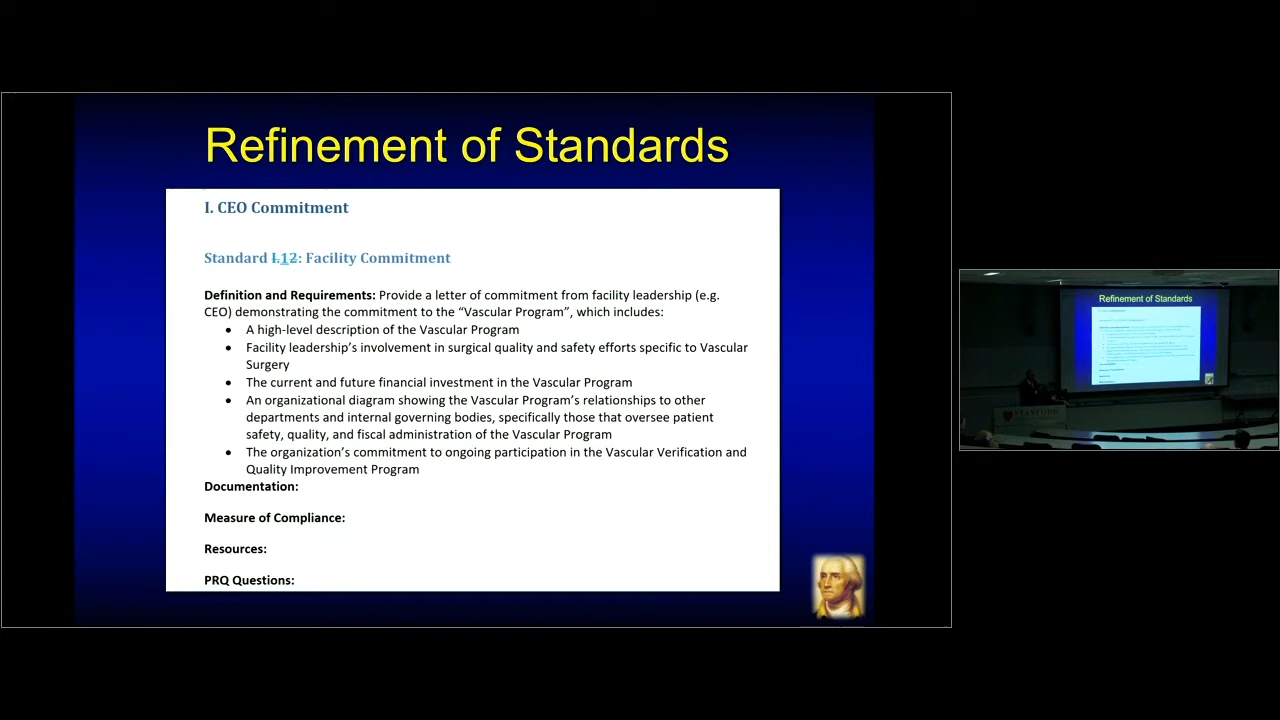 Refinement of Standards
I. CEO Commitment
Standard I.12: Facility Commitment
Definition and Requirements: Provide a letter of commitment from facility leadership (e.g.
CEO) demonstrating the commitment to the “Vascular Program”, which includes:
• A high-level description of the Vascular Program
• Facility leadership’s involvement in surgical quality and safety efforts specific to Vascular
Surgery
• The current and future financial investment in the Vascular Program
• An organizational diagram showing the Vascular Program’s relationships to other
departments and internal governing bodies, specifically those that oversee patient
safety, quality, and fiscal administration of the Vascular Program
• The organization’s commitment to ongoing participation in the Vascular Verification and
Quality Improvement Program
Documentation:
Measure of Compliance:
Resources:
PRQ Questions:
Refinement of Standards
STANFORD